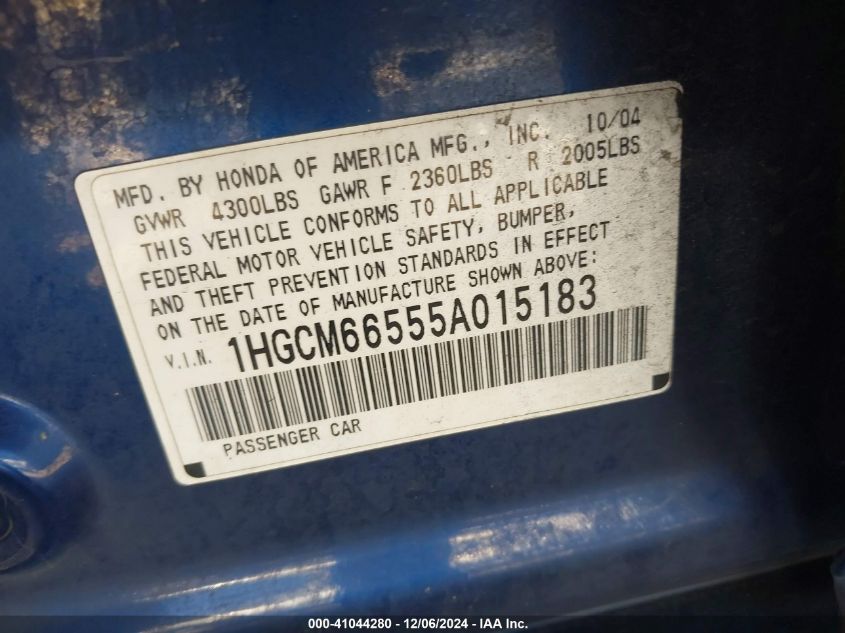 MFD. BY HONDA OF AMERICA MFG., INC. 10/04
GVWR 4300LBS GAWR F 2360LBS R 2005LBS
THIS VEHICLE CONFORMS TO ALL APPLICABLE
FEDERAL MOTOR VEHICLE SAFETY, BUMPER,
AND THEFT PREVENTION STANDARDS IN EFFECT
ON THE DATE OF MANUFACTURE SHOWN ABOVE:
V.I.N. 1HGCM66555A015183
PASSENGER CAR
000-41044280 - 12/06/2024 - IAA Inc.